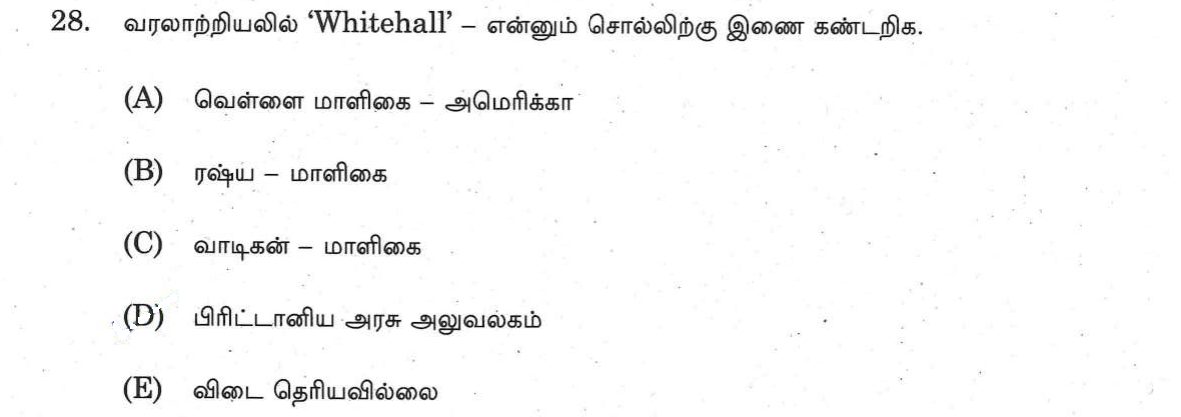 28. வரலாற்றியலில் ‘Whitehall’ – என்னும் சொல்லிற்கு இணை கண்டறிக.
(A) வெள்ளை மாளிகை – அமெரிக்கா
(B) ரஷ்ய – மாளிகை
(C) வாடிகன் – மாளிகை
(D) பிரிட்டானிய அரசு அலுவலகம்
(E) விடை தெரியவில்லை